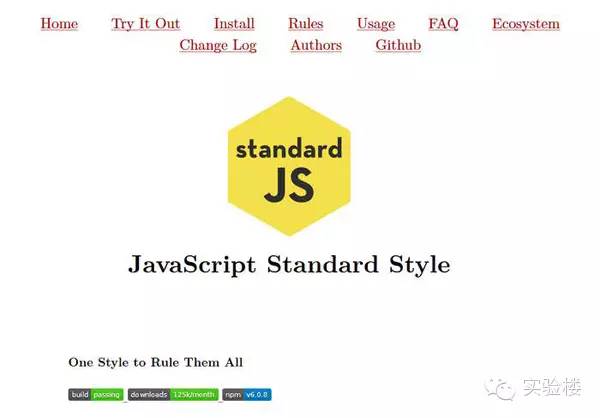 Home Try It Out Install Rules Usage FAQ Ecosystem
Change Log Authors Github
standard
JS
JavaScript Standard Style
One Style to Rule Them All
build passing downloads 125k/month npm v6.0.8
实验楼